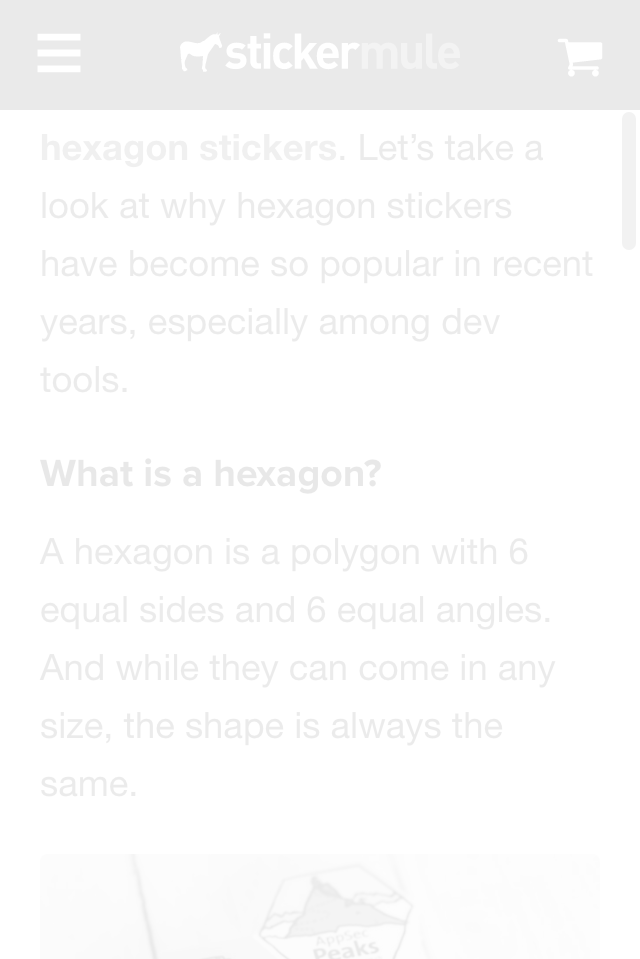 stickermule
hexagon stickers. Let’s take a
look at why hexagon stickers
have become so popular in recent
years, especially among dev
tools.
What is a hexagon?
A hexagon is a polygon with 6
equal sides and 6 equal angles.
And while they can come in any
size, the shape is always the
same.
AppSec
Peaks